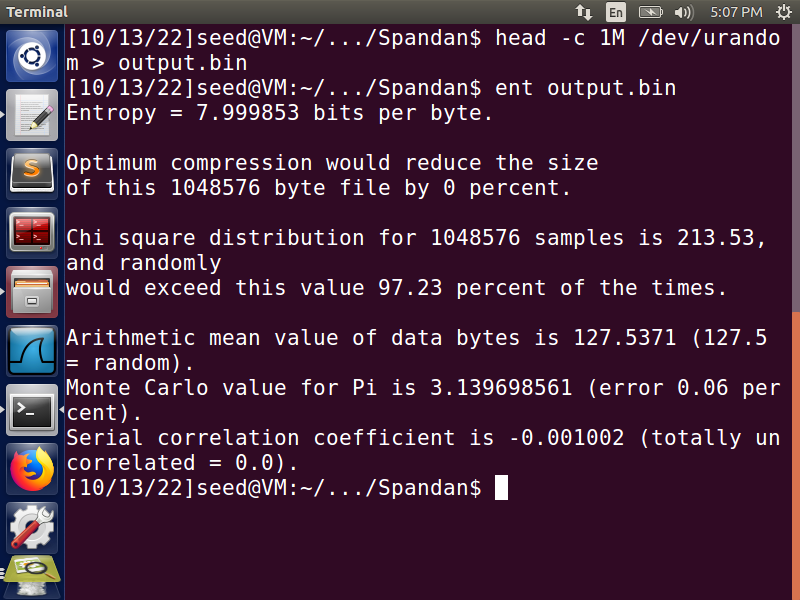 Terminal
En
5:07 PM
[10/13/22]seed@VM:~/.../Spandan$ head -c 1M /dev/urando
m > output.bin
[10/13/22]seed@VM:~/.../Spandan$ ent output.bin
Entropy = 7.999853 bits per byte.
Optimum compression would reduce the size
of this 1048576 byte file by 0 percent.
Chi square distribution for 1048576 samples is 213.53,
and randomly
would exceed this value 97.23 percent of the times.
Arithmetic mean value of data bytes is 127.5371 (127.5
= random).
Monte Carlo value for Pi is 3.139698561 (error 0.06 per
cent).
Serial correlation coefficient is -0.001002 (totally un
correlated = 0.0).
[10/13/22]seed@VM:~/.../Spandan$